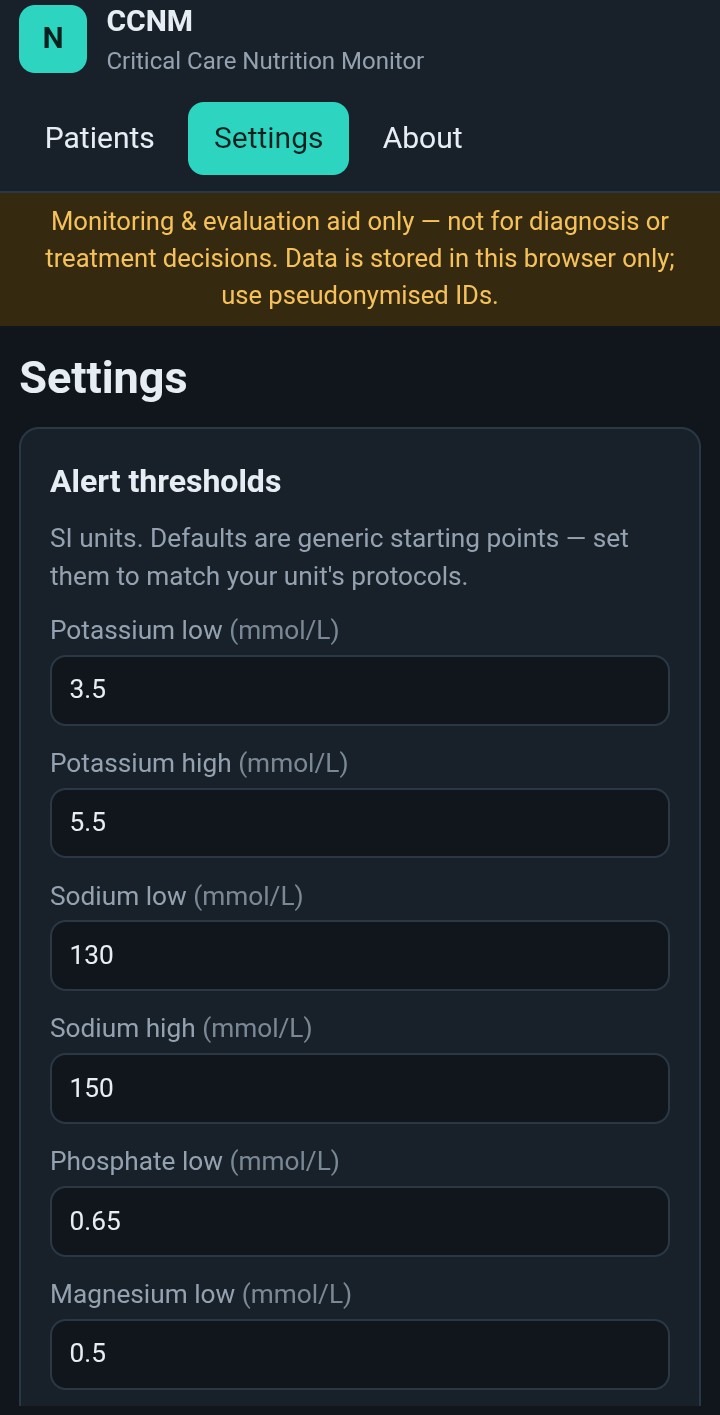 N
CCNM
Critical Care Nutrition Monitor
Patients Settings About
Monitoring & evaluation aid only — not for diagnosis or
treatment decisions. Data is stored in this browser only;
use pseudonymised IDs.
Settings
Alert thresholds
SI units. Defaults are generic starting points — set
them to match your unit's protocols.
Potassium low (mmol/L)
3.5
Potassium high (mmol/L)
5.5
Sodium low (mmol/L)
130
Sodium high (mmol/L)
150
Phosphate low (mmol/L)
0.65
Magnesium low (mmol/L)
0.5